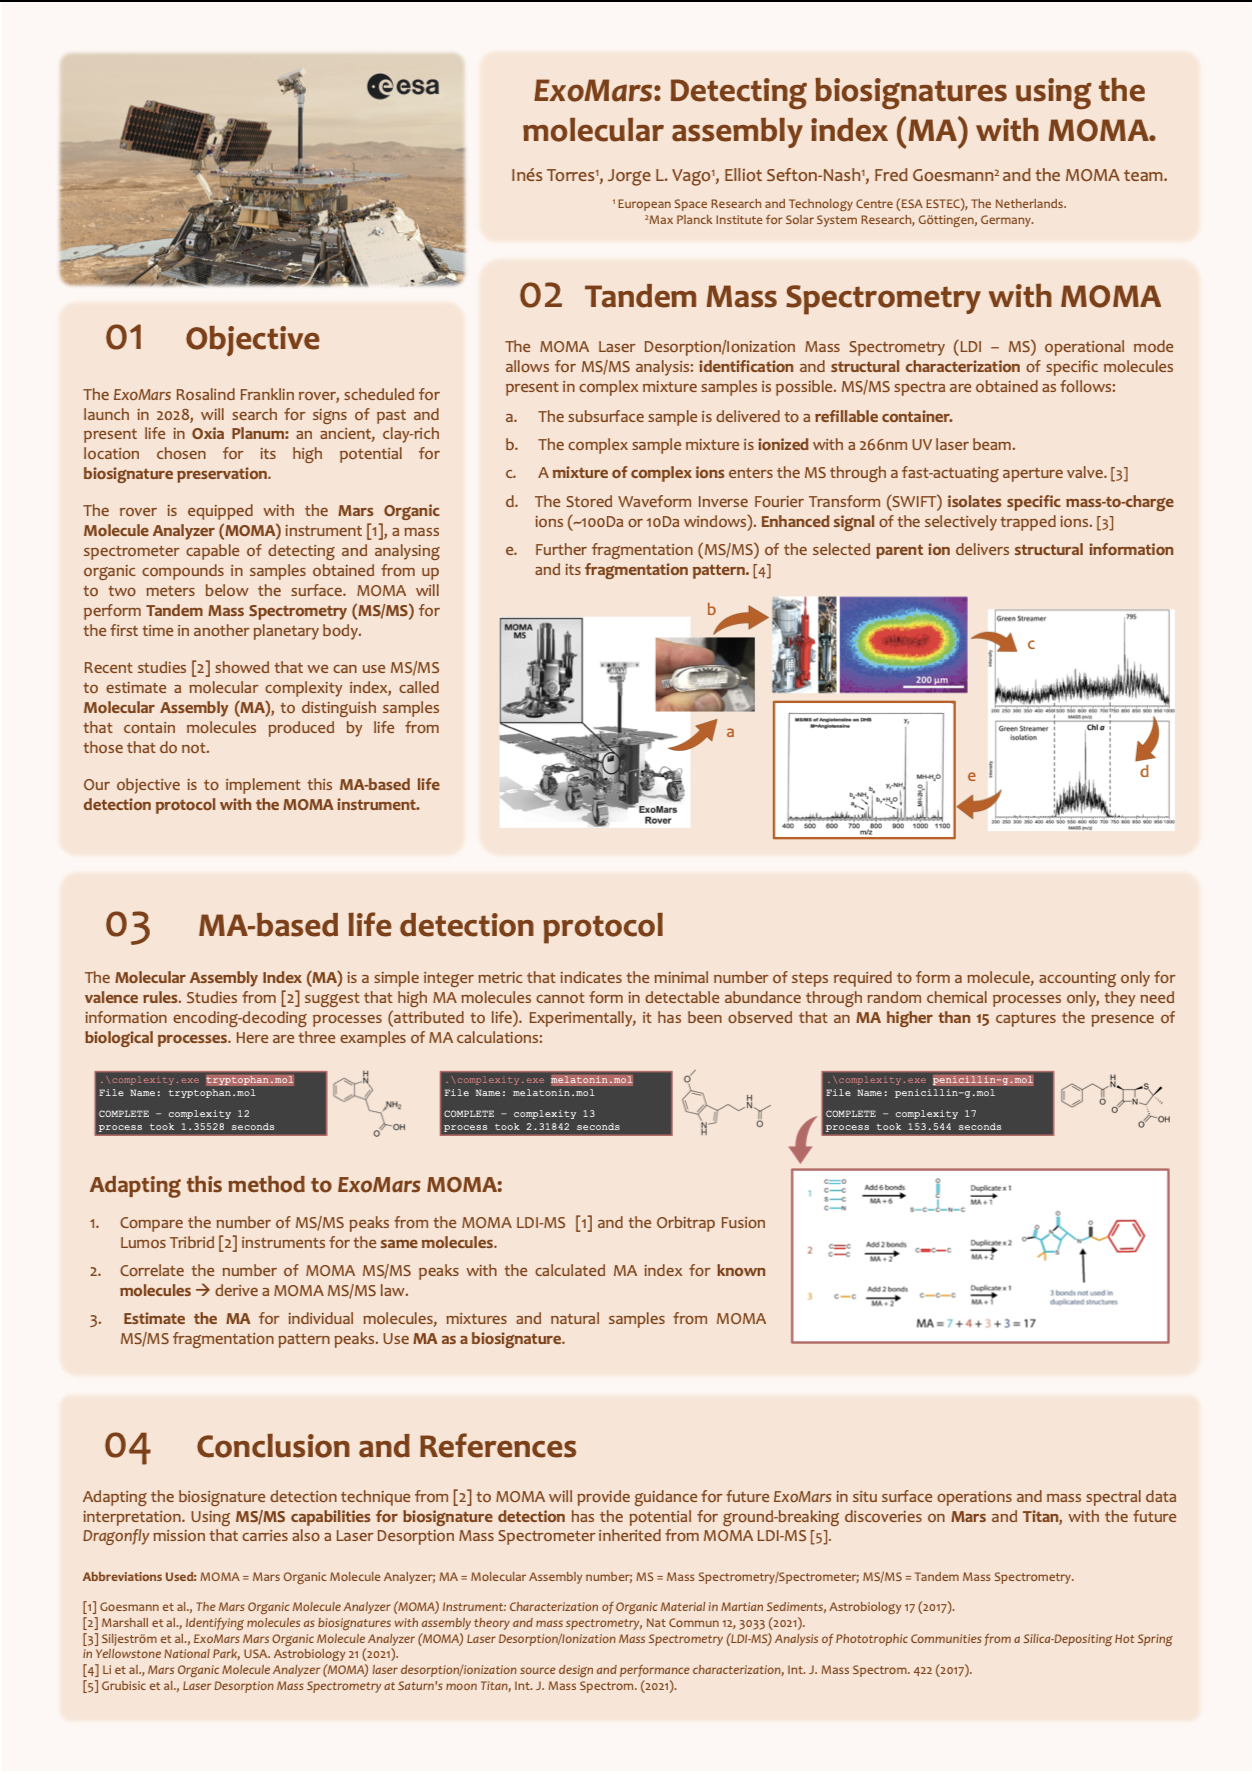 esa
ExoMars: Detecting biosignatures using the
molecular assembly index (MA) with MOMA.
Inés Torres¹, Jorge L. Vago¹, Elliot Sefton-Nash¹, Fred Goesmann² and the MOMA team.
¹ European Space Research and Technology Centre (ESA ESTEC), The Netherlands.
²Max Planck Institute for Solar System Research, Göttingen, Germany.
01 Objective
The ExoMars Rosalind Franklin rover, scheduled for
launch in 2028, will search for signs of past and
present life in Oxia Planum: an ancient, clay-rich
location chosen for its high potential for
biosignature preservation.
The rover is equipped with the Mars Organic
Molecule Analyzer (MOMA) instrument [1], a mass
spectrometer capable of detecting and analysing
organic compounds in samples obtained from up
to two meters below the surface. MOMA will
perform Tandem Mass Spectrometry (MS/MS) for
the first time in another planetary body.
Recent studies [2] showed that we can use MS/MS
to estimate a molecular complexity index, called
Molecular Assembly (MA), to distinguish samples
that contain molecules produced by life from
those that do not.
Our objective is to implement this MA-based life
detection protocol with the MOMA instrument.
02 Tandem Mass Spectrometry with MOMA
The MOMA Laser Desorption/Ionization Mass Spectrometry (LDI – MS) operational mode
allows for MS/MS analysis: identification and structural characterization of specific molecules
present in complex mixture samples is possible. MS/MS spectra are obtained as follows:
a. The subsurface sample is delivered to a refillable container.
b. The complex sample mixture is ionized with a 266nm UV laser beam.
c. A mixture of complex ions enters the MS through a fast-actuating aperture valve. [3]
d. The Stored Waveform Inverse Fourier Transform (SWIFT) isolates specific mass-to-charge
ions (~100Da or 10Da windows). Enhanced signal of the selectively trapped ions. [3]
e. Further fragmentation (MS/MS) of the selected parent ion delivers structural information
and its fragmentation pattern. [4]
MOMA
MS
ExoMars
Rover
a
b
200 µm
c
Green Streamer
795
Intensity
MASS (m/z)
d
Green Streamer
isolation
Chl a
Intensity
MASS (m/z)
e
MS/MS of Angiotensine on DHB
M=Angiotensine
y₇
MH-H₂O
400 500 600 700 800 900 1000 1100
m/z
03 MA-based life detection protocol
The Molecular Assembly Index (MA) is a simple integer metric that indicates the minimal number of steps required to form a molecule, accounting only for
valence rules. Studies from [2] suggest that high MA molecules cannot form in detectable abundance through random chemical processes only, they need
information encoding-decoding processes (attributed to life). Experimentally, it has been observed that an MA higher than 15 captures the presence of
biological processes. Here are three examples of MA calculations:
.\complexity.exe tryptophan.mol
File Name: tryptophan.mol
COMPLETE – complexity 12
process took 1.35528 seconds
H
N
NH₂
OH
O
.\complexity.exe melatonin.mol
File Name: melatonin.mol
COMPLETE – complexity 13
process took 2.31842 seconds
O
H
N
O
N
H
.\complexity.exe penicillin-g.mol
File Name: penicillin-g.mol
COMPLETE – complexity 17
process took 153.544 seconds
H
N
S
O
O
N
O
OH
Adapting this method to ExoMars MOMA:
1. Compare the number of MS/MS peaks from the MOMA LDI-MS [1] and the Orbitrap Fusion
Lumos Tribrid [2] instruments for the same molecules.
2. Correlate the number of MOMA MS/MS peaks with the calculated MA index for known
molecules → derive a MOMA MS/MS law.
3. Estimate the MA for individual molecules, mixtures and natural samples from MOMA
MS/MS fragmentation pattern peaks. Use MA as a biosignature.
1
Add 6 bonds
MA + 6
Duplicate x 1
MA + 1
2
Add 2 bonds
MA + 2
Duplicate x 2
MA + 2
3
Add 2 bonds
MA + 2
Duplicate x 1
MA + 1
3 bonds not used in
duplicated structures
MA = 7 + 4 + 3 + 3 = 17
04 Conclusion and References
Adapting the biosignature detection technique from [2] to MOMA will provide guidance for future ExoMars in situ surface operations and mass spectral data
interpretation. Using MS/MS capabilities for biosignature detection has the potential for ground-breaking discoveries on Mars and Titan, with the future
Dragonfly mission that carries also a Laser Desorption Mass Spectrometer inherited from MOMA LDI-MS [5].
Abbreviations Used: MOMA = Mars Organic Molecule Analyzer; MA = Molecular Assembly number; MS = Mass Spectrometry/Spectrometer; MS/MS = Tandem Mass Spectrometry.
[1] Goesmann et al., The Mars Organic Molecule Analyzer (MOMA) Instrument: Characterization of Organic Material in Martian Sediments, Astrobiology 17 (2017).
[2] Marshall et al., Identifying molecules as biosignatures with assembly theory and mass spectrometry, Nat Commun 12, 3033 (2021).
[3] Siljeström et al., ExoMars Mars Organic Molecule Analyzer (MOMA) Laser Desorption/Ionization Mass Spectrometry (LDI-MS) Analysis of Phototrophic Communities from a Silica-Depositing Hot Spring
in Yellowstone National Park, USA. Astrobiology 21 (2021).
[4] Li et al., Mars Organic Molecule Analyzer (MOMA) laser desorption/ionization source design and performance characterization, Int. J. Mass Spectrom. 422 (2017).
[5] Grubisic et al., Laser Desorption Mass Spectrometry at Saturn's moon Titan, Int. J. Mass Spectrom. (2021).